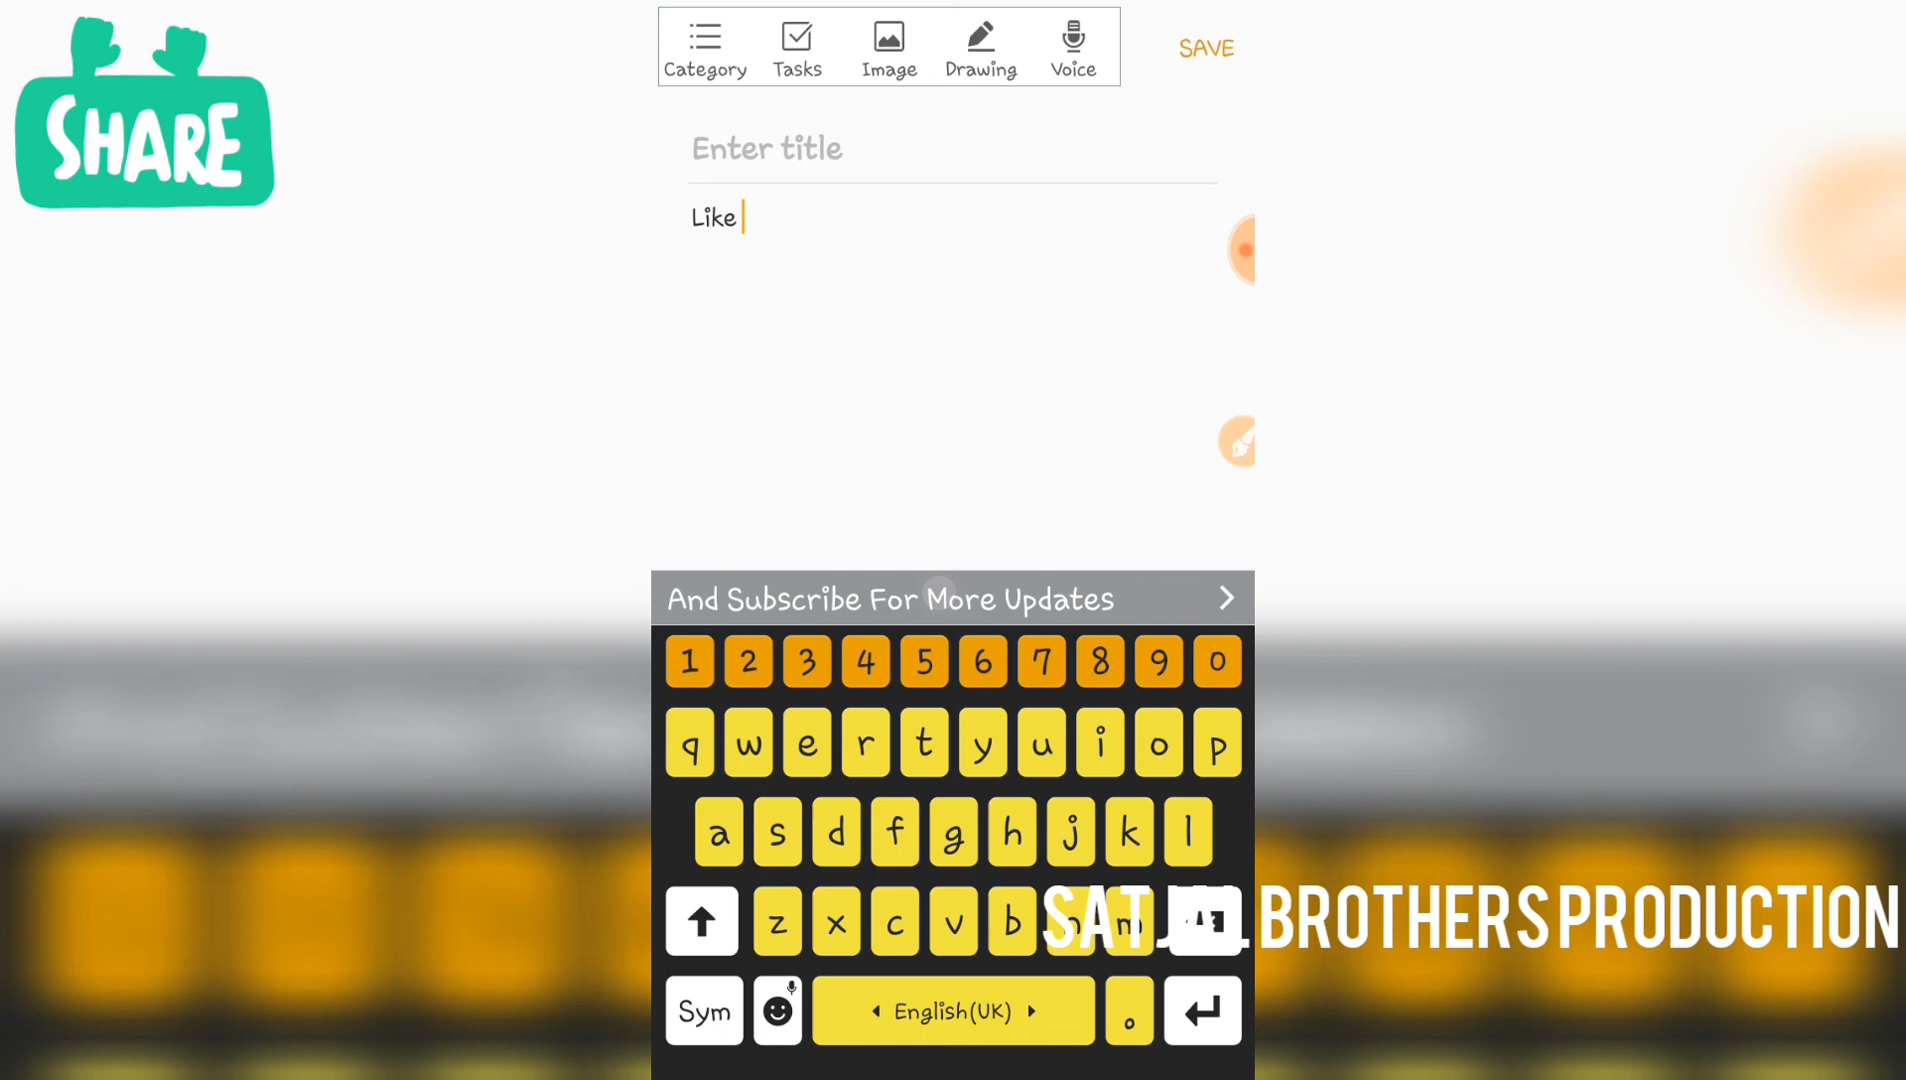 SHARE
Category Tasks Image Drawing Voice
SAVE
Enter title
Like
And Subscribe For More Updates
1 2 3 4 5 6 7 8 9 0
q w e r t y u i o p
a s d f g h j k l
z x c v b n m
SAT BROTHERS PRODUCTION
Sym English(UK) .